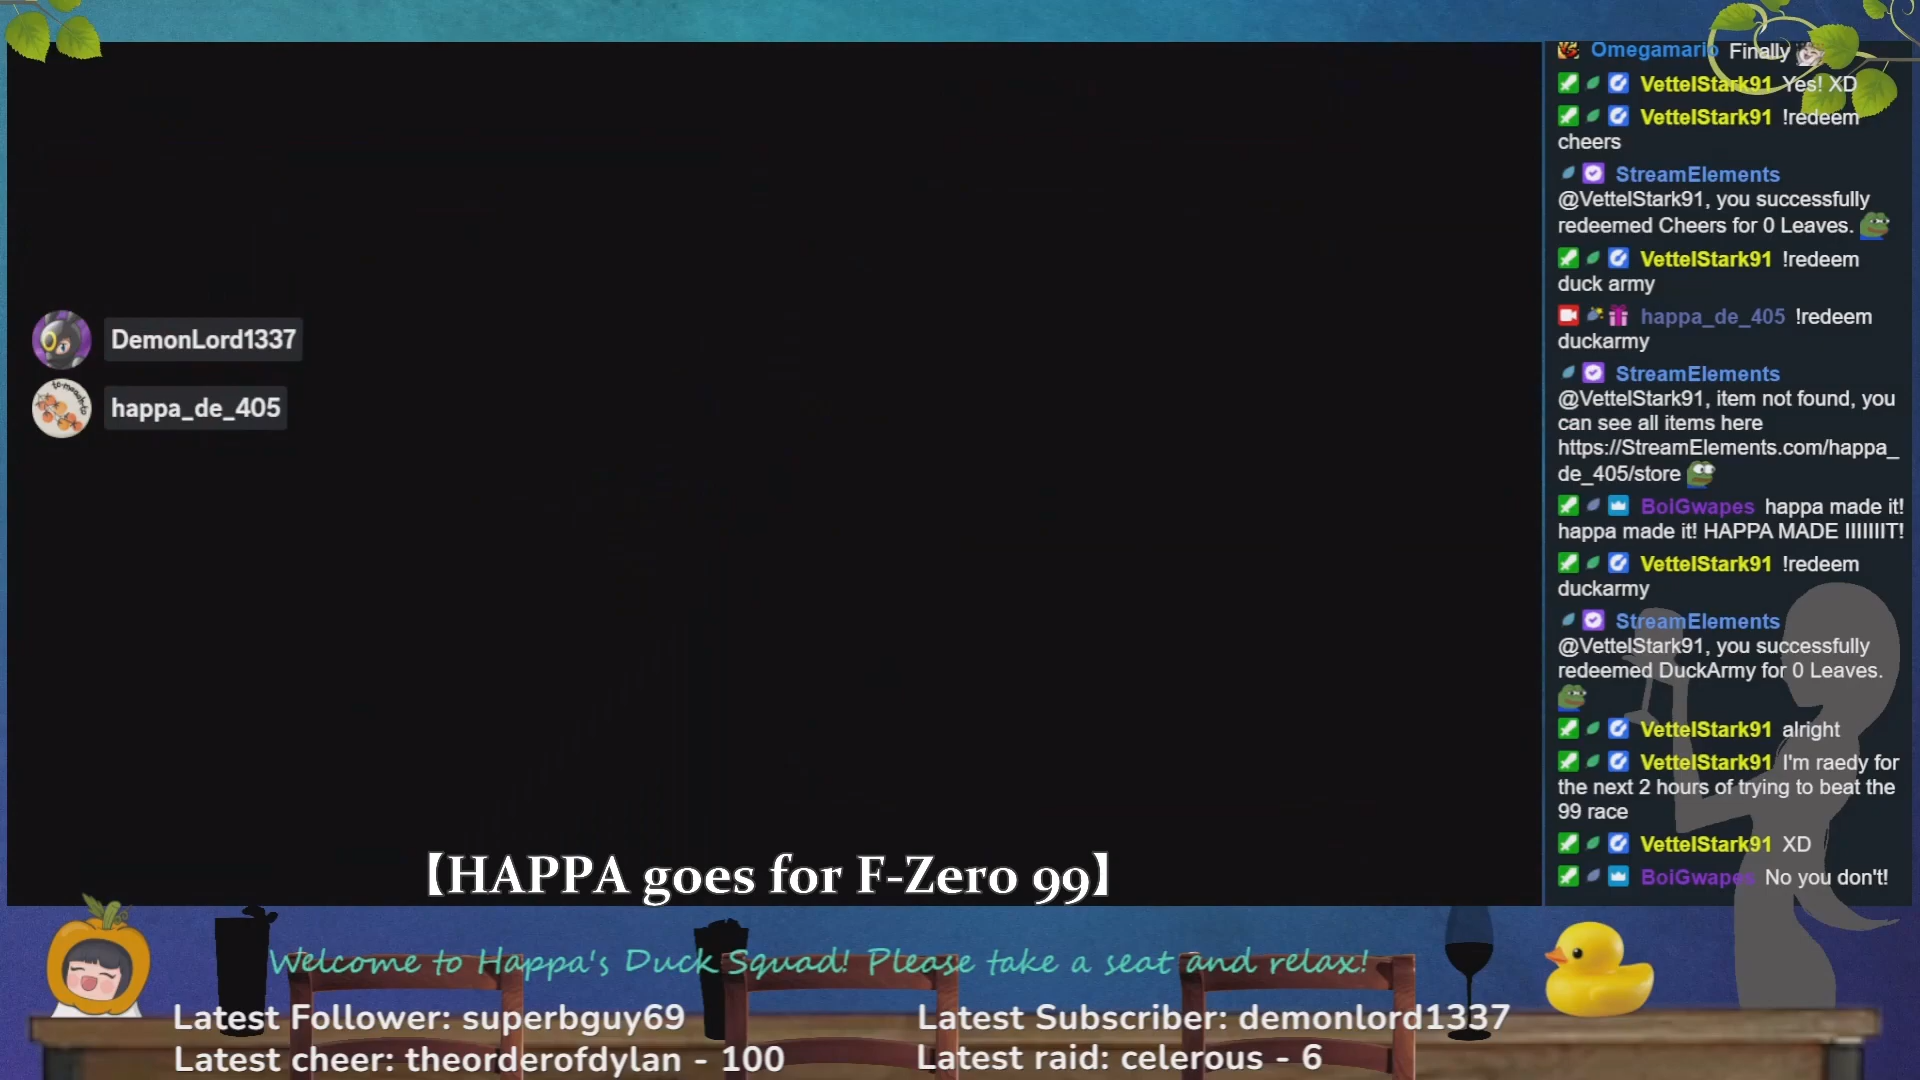 DemonLord1337
happa_de_405
【HAPPA goes for F-Zero 99】
Omegamario Finally
VettelStark91 Yes! XD
VettelStark91 !redeem
cheers
StreamElements
@VettelStark91, you successfully
redeemed Cheers for 0 Leaves.
VettelStark91 !redeem
duck army
happa_de_405 !redeem
duckarmy
StreamElements
@VettelStark91, item not found, you
can see all items here
https://StreamElements.com/happa_
de_405/store
BoiGwapes happa made it!
happa made it! HAPPA MADE IIIIIIIT!
VettelStark91 !redeem
duckarmy
StreamElements
@VettelStark91, you successfully
redeemed DuckArmy for 0 Leaves.
VettelStark91 alright
VettelStark91 I'm raedy for
the next 2 hours of trying to beat the
99 race
VettelStark91 XD
BoiGwapes No you don't!
Welcome to Happa's Duck Squad! Please take a seat and relax!
Latest Follower: superbguy69
Latest Subscriber: demonlord1337
Latest cheer: theorderofdylan - 100
Latest raid: celerous - 6